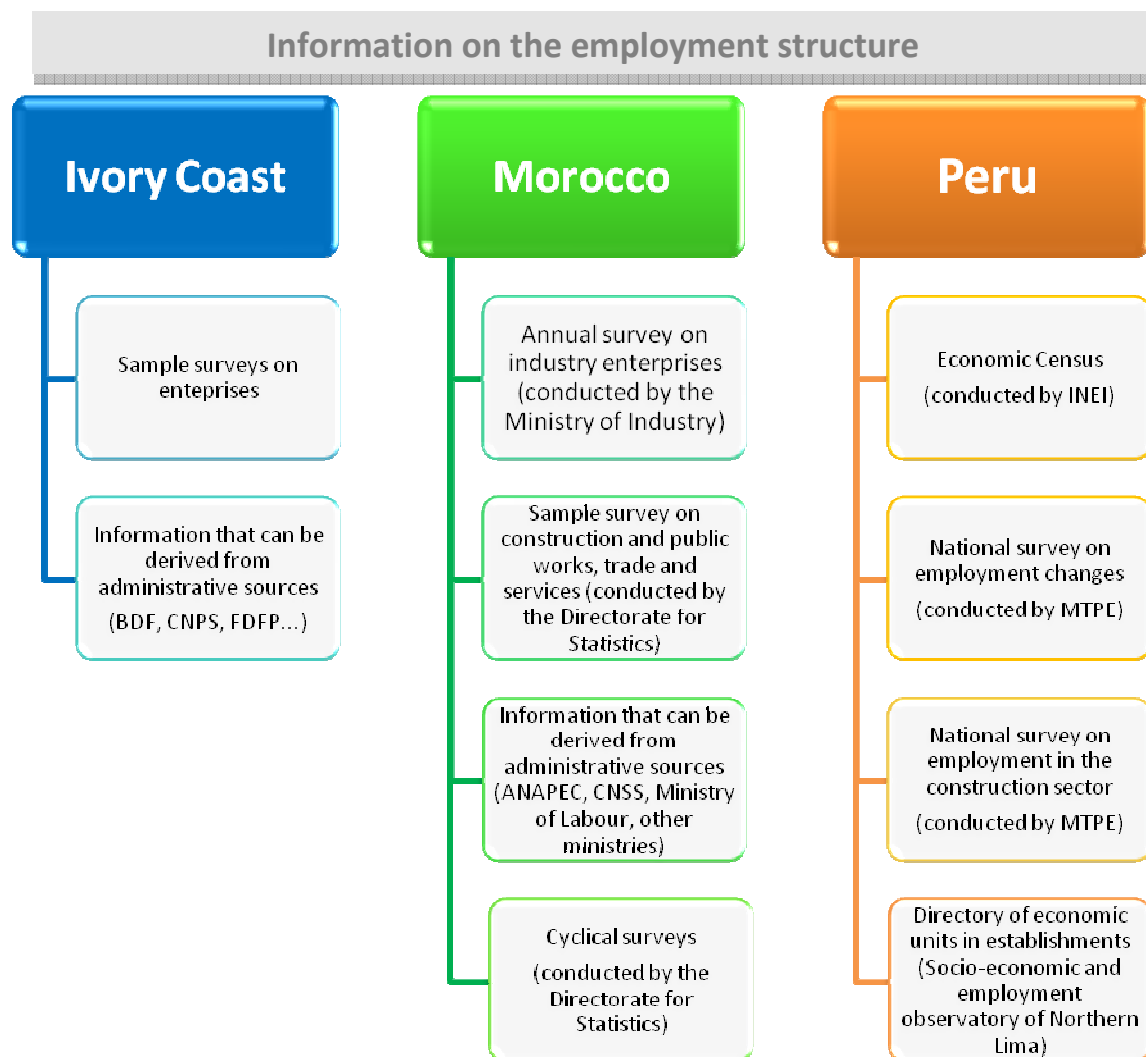 Information on the employment structure
Ivory Coast
Sample surveys on
enteprises
Information that can be
derived from
administrative sources
(BDF, CNPS, FDFP...)
Morocco
Annual survey on
industry enterprises
(conducted by the
Ministry of Industry)
Sample survey on
construction and public
works, trade and
services (conducted by
the Directorate for
Statistics)
Information that can be
derived from
administrative sources
(ANAPEC, CNSS, Ministry
of Labour, other
ministries)
Cyclical surveys
(conducted by the
Directorate for
Statistics)
Peru
Economic Census
(conducted by INEI)
National survey on
employment changes
(conducted by MTPE)
National survey on
employment in the
construction sector
(conducted by MTPE)
Directory of economic
units in establishments
(Socio-economic and
employment
observatory of Northern
Lima)